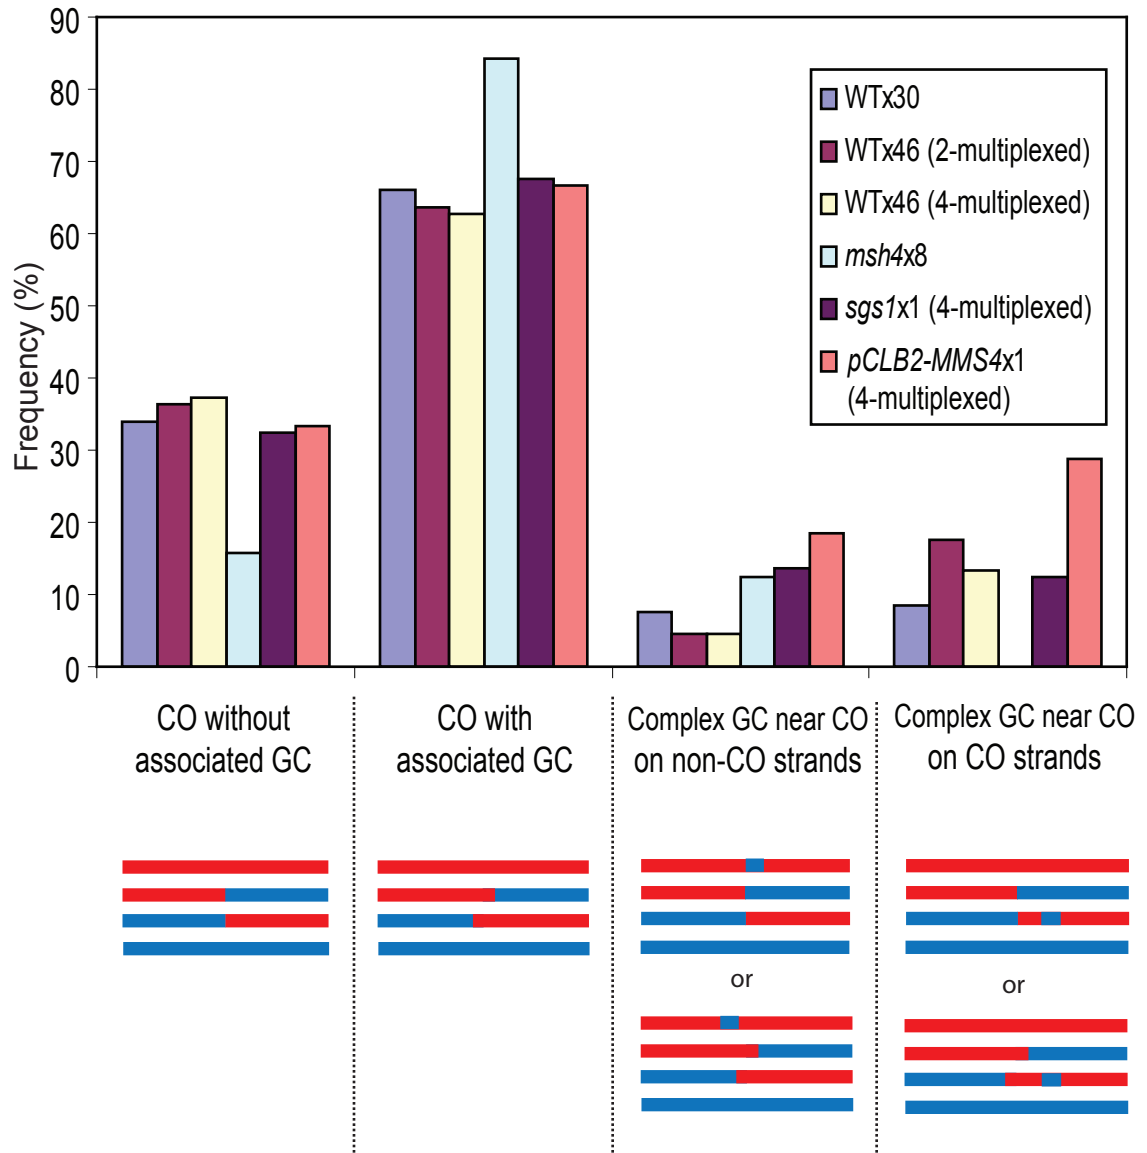 Frequency (%)
90
80
70
60
50
40
30
20
10
0
WTx30
WTx46 (2-multiplexed)
WTx46 (4-multiplexed)
msh4x8
sgs1x1 (4-multiplexed)
pCLB2-MMS4x1
(4-multiplexed)
CO without
associated GC
CO with
associated GC
Complex GC near CO
on non-CO strands
Complex GC near CO
on CO strands
or
or